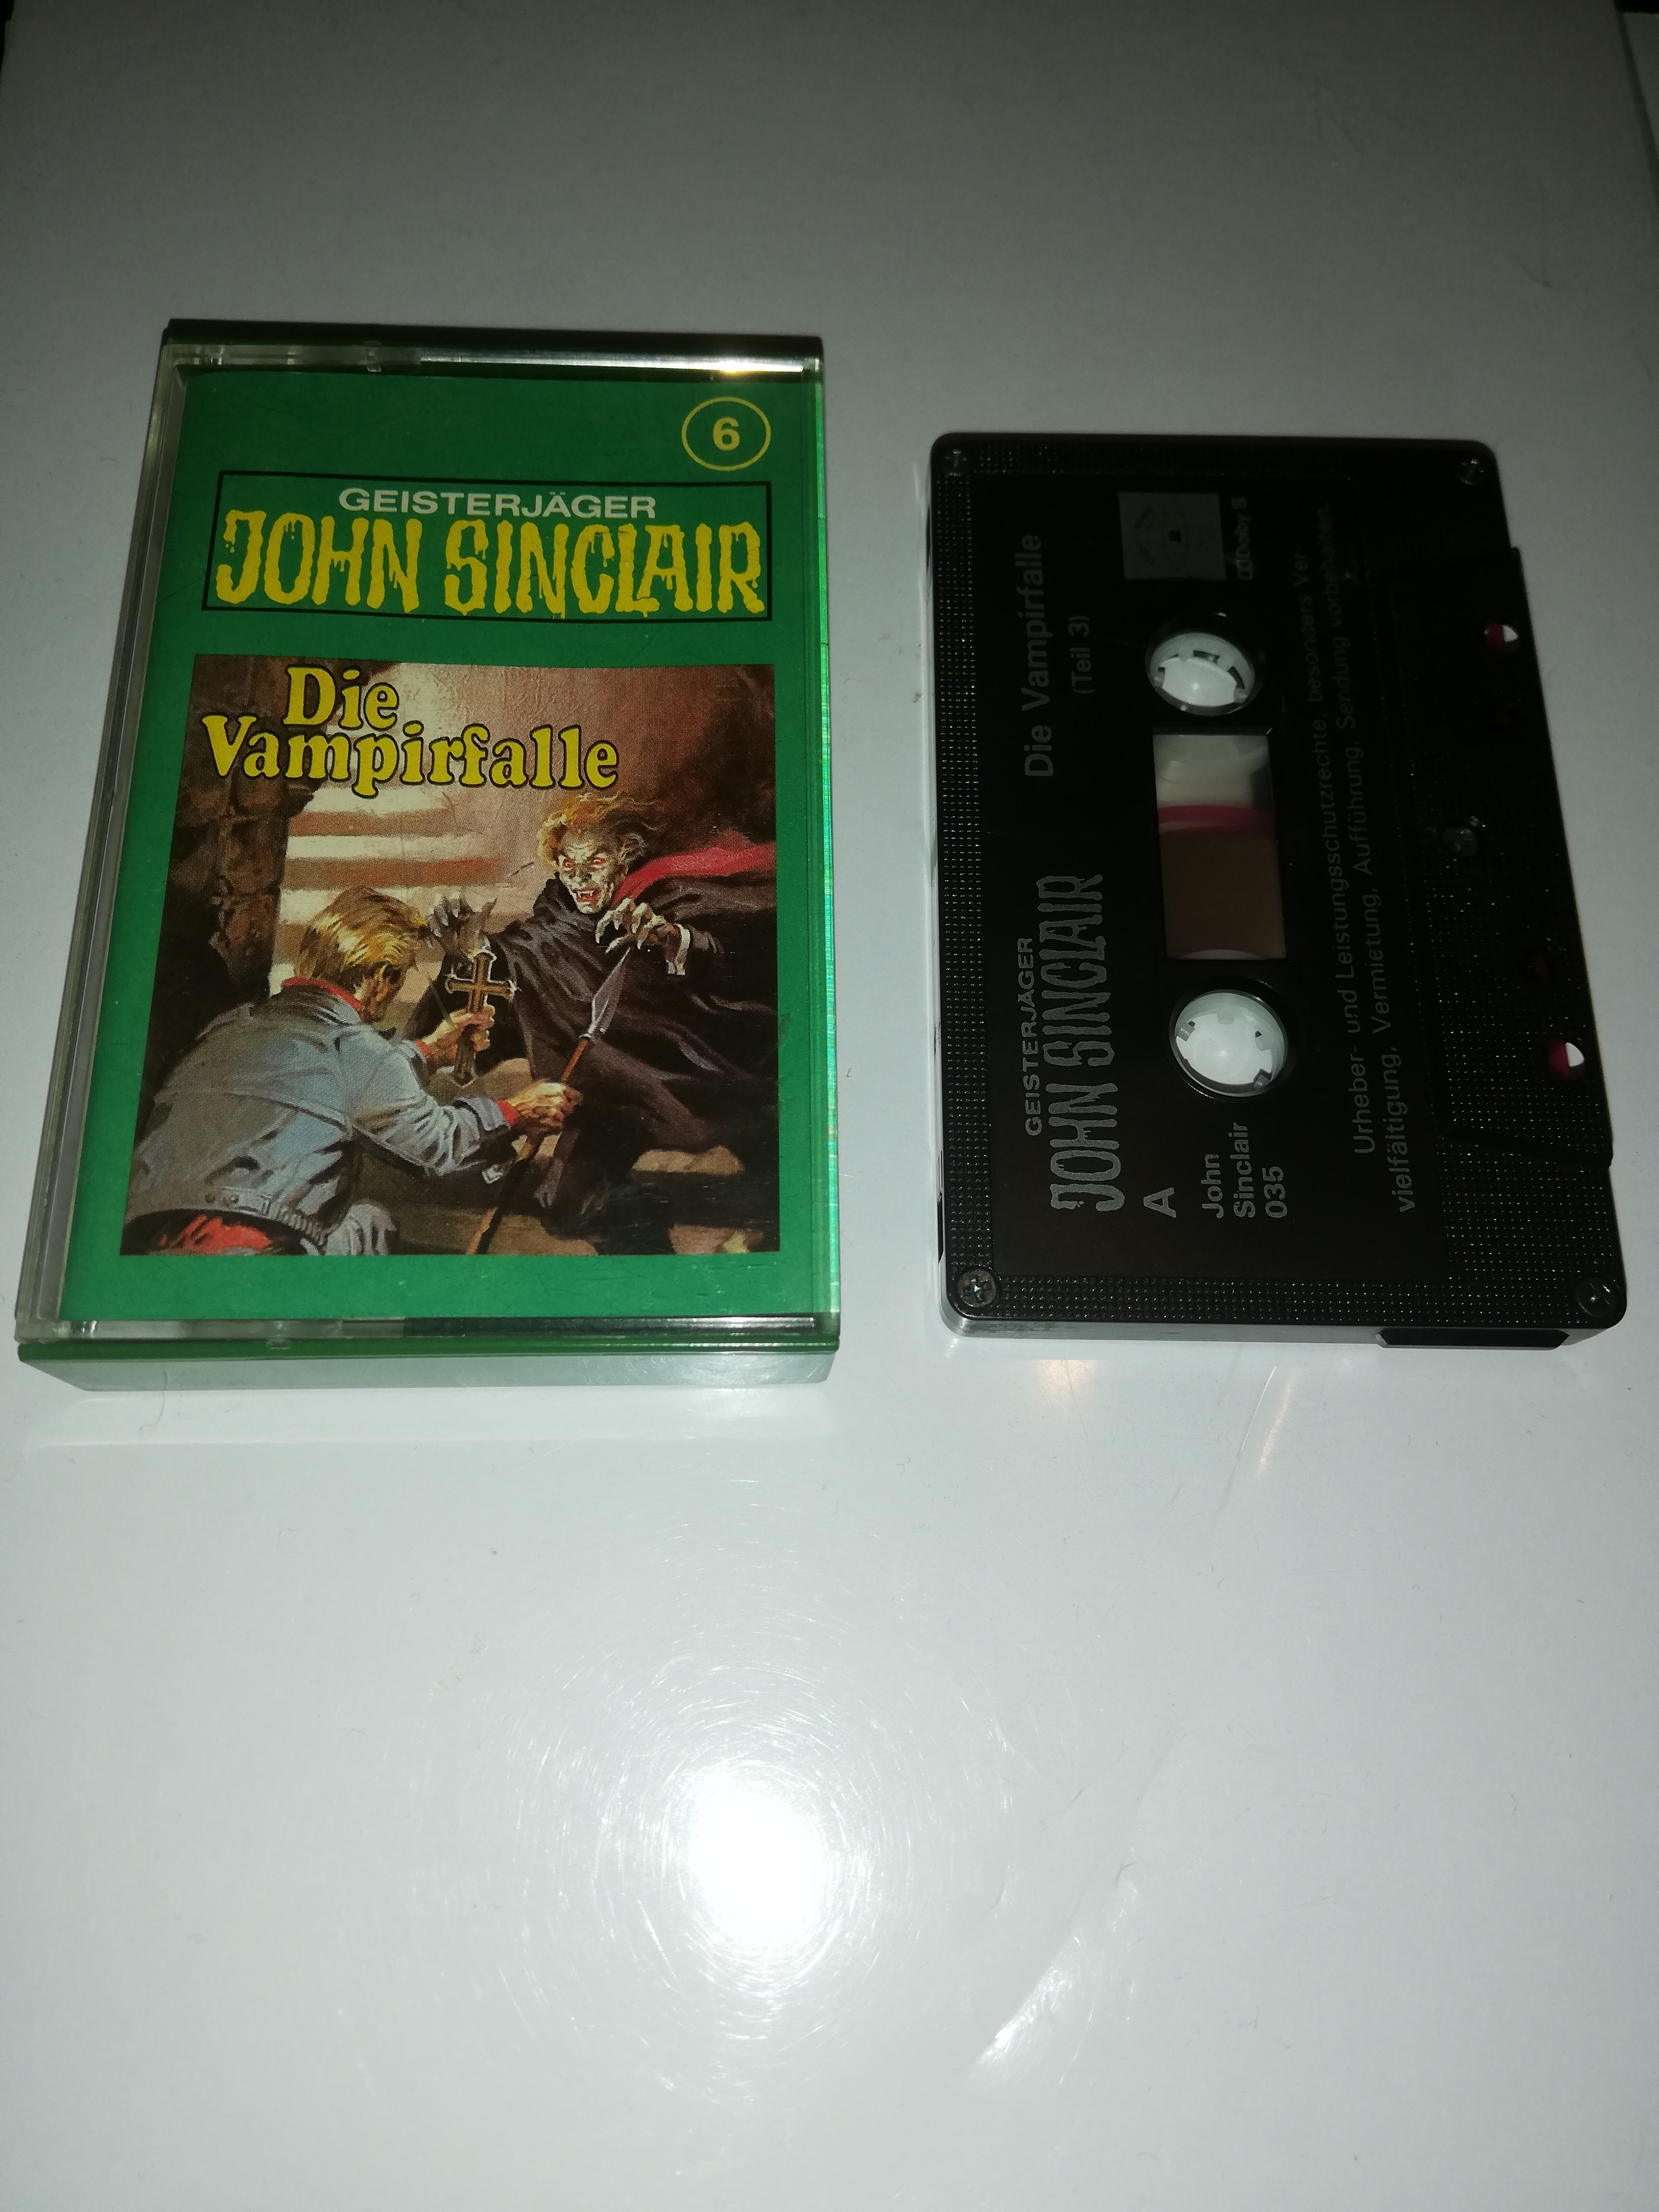 6
GEISTERJÄGER
JOHN SINCLAIR
Die
Vampirfalle
GEISTERJÄGER
JOHN SINCLAIR
Die Vampirfalle
(Teil 3)
A
John
Sinclair
035
Dolby B
Urheber- und Leistungsschutzrechte, besonders Ver-
vielfältigung, Vermietung, Aufführung, Sendung vorbehalten.